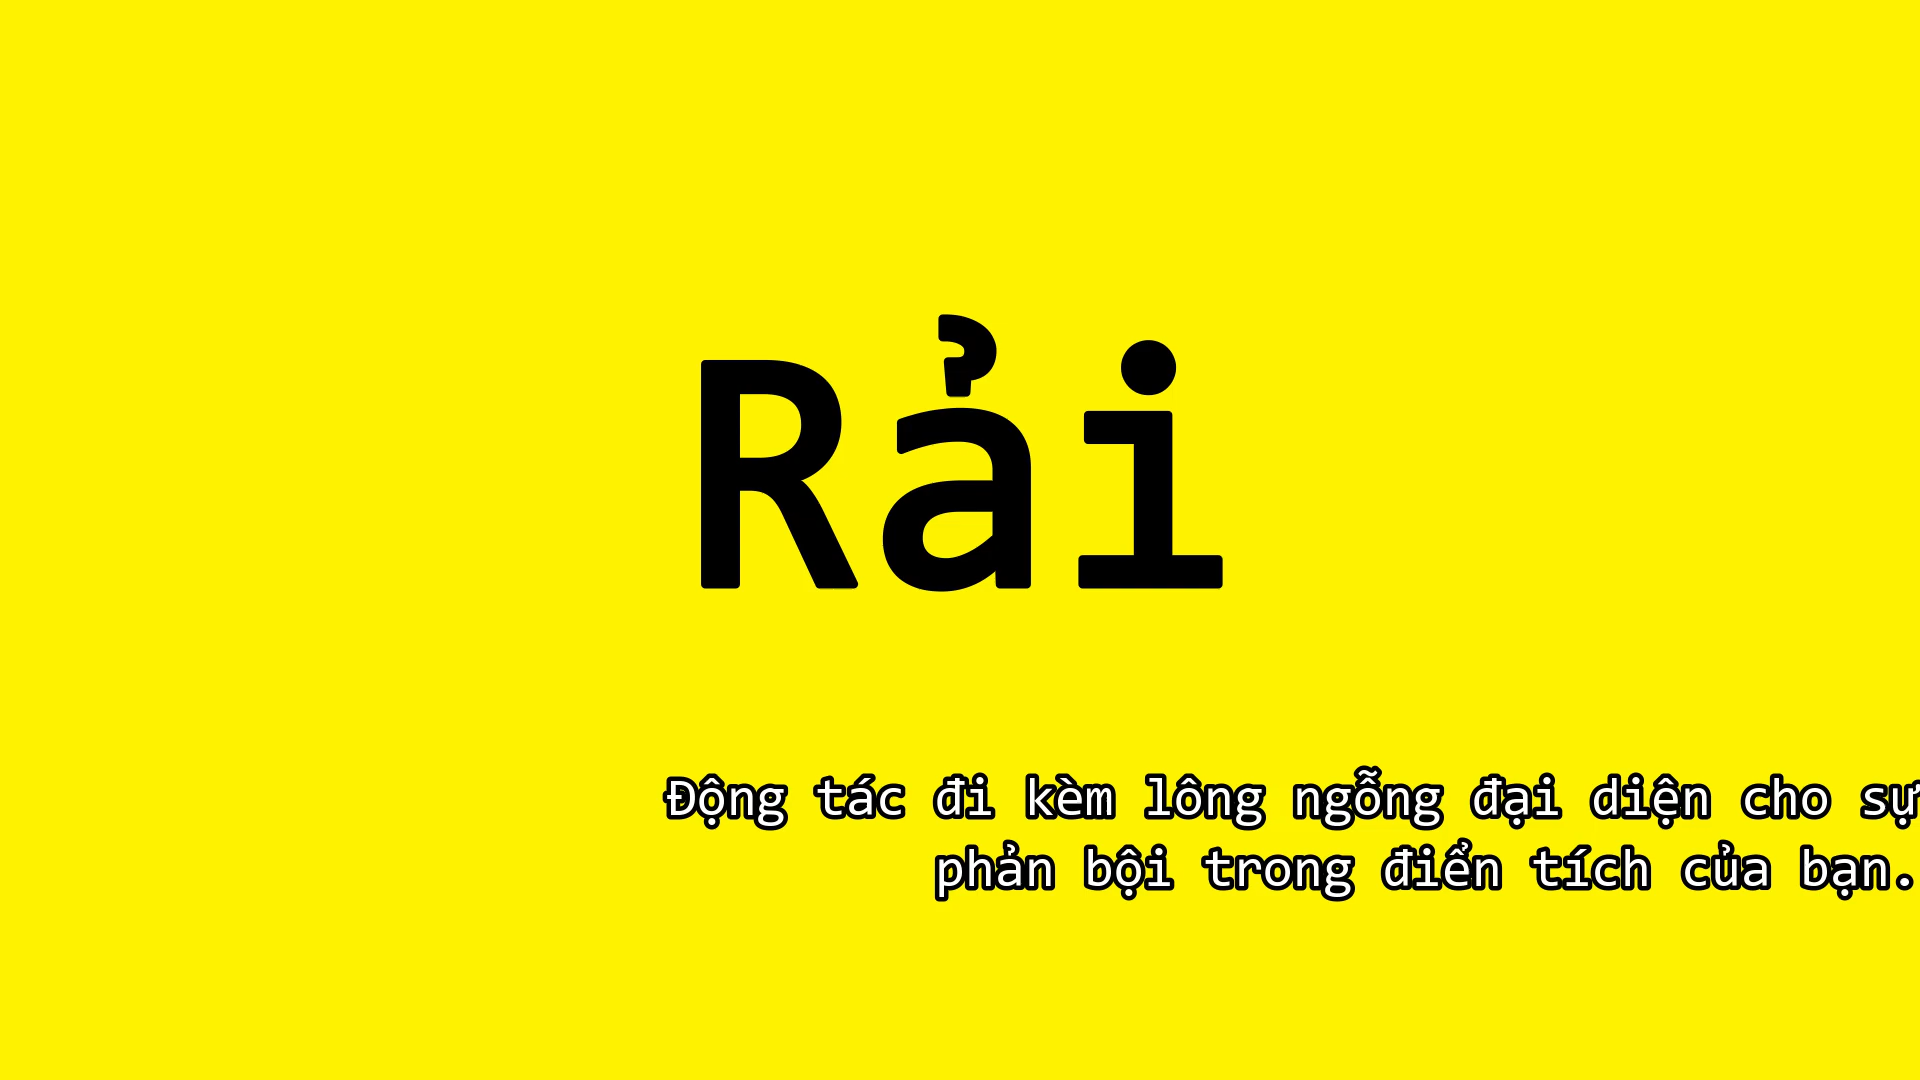 Rải
Động tác đi kèm lông ngỗng đại diện cho sự
phản bội trong điển tích của bạn.